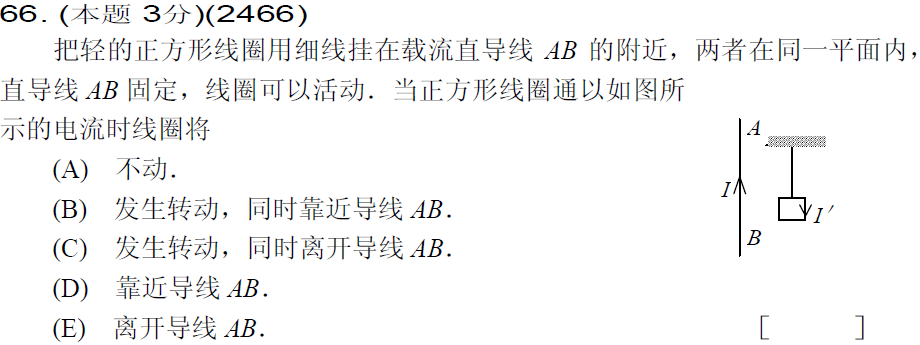 66. (本题 3分)(2466)
把轻的正方形线圈用细线挂在载流直导线 AB 的附近，两者在同一平面内，
直导线 AB 固定，线圈可以活动．当正方形线圈通以如图所
示的电流时线圈将
(A) 不动．
(B) 发生转动，同时靠近导线 AB．
(C) 发生转动，同时离开导线 AB．
(D) 靠近导线 AB．
(E) 离开导线 AB．
[ ]
A
I
I′
B